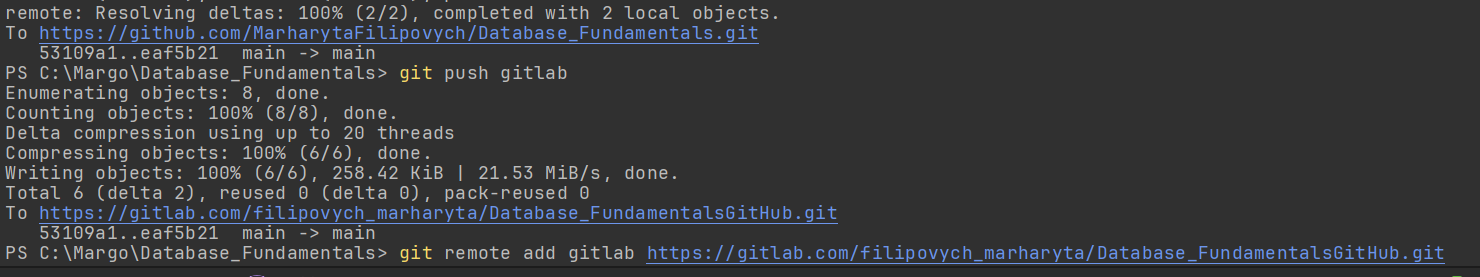 remote: Resolving deltas: 100% (2/2), completed with 2 local objects.
To https://github.com/MarharytaFilipovych/Database_Fundamentals.git
   53109a1..eaf5b21  main -> main
PS C:\Margo\Database_Fundamentals> git push gitlab
Enumerating objects: 8, done.
Counting objects: 100% (8/8), done.
Delta compression using up to 20 threads
Compressing objects: 100% (6/6), done.
Writing objects: 100% (6/6), 258.42 KiB | 21.53 MiB/s, done.
Total 6 (delta 2), reused 0 (delta 0), pack-reused 0
To https://gitlab.com/filipovych_marharyta/Database_FundamentalsGitHub.git
   53109a1..eaf5b21  main -> main
PS C:\Margo\Database_Fundamentals> git remote add gitlab https://gitlab.com/filipovych_marharyta/Database_FundamentalsGitHub.git